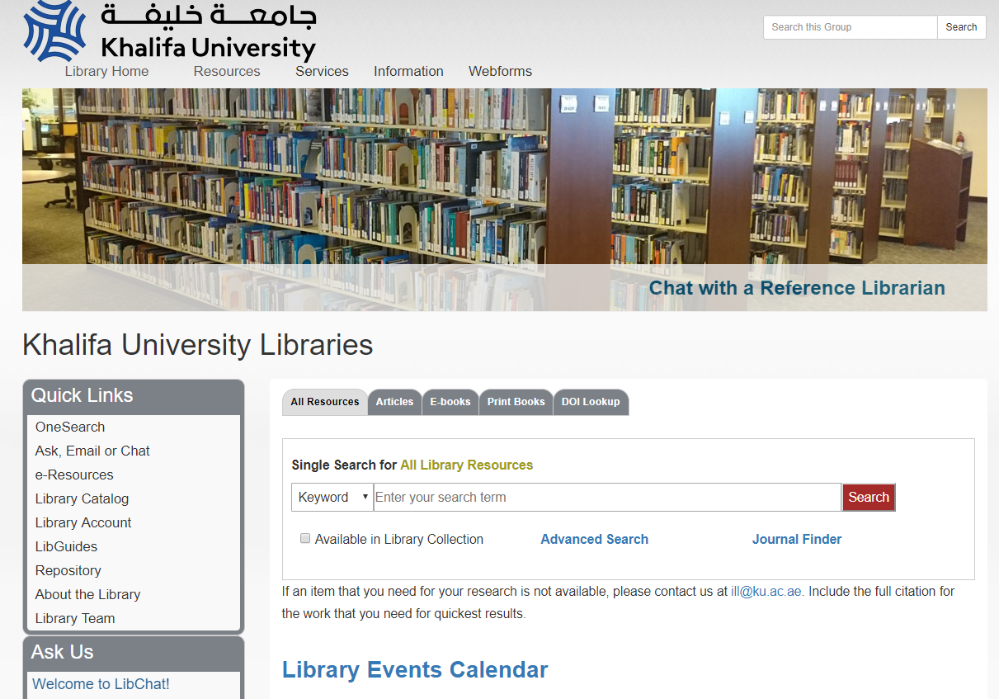 جامعة خليفة
Khalifa University
Search this Group
Search
Library Home
Resources
Services
Information
Webforms
Chat with a Reference Librarian
Khalifa University Libraries
Quick Links
OneSearch
Ask, Email or Chat
e-Resources
Library Catalog
Library Account
LibGuides
Repository
About the Library
Library Team
Ask Us
Welcome to LibChat!
All Resources
Articles
E-books
Print Books
DOI Lookup
Single Search for All Library Resources
Keyword
Enter your search term
Search
Available in Library Collection
Advanced Search
Journal Finder
If an item that you need for your research is not available, please contact us at ill@ku.ac.ae. Include the full citation for
the work that you need for quickest results.
Library Events Calendar